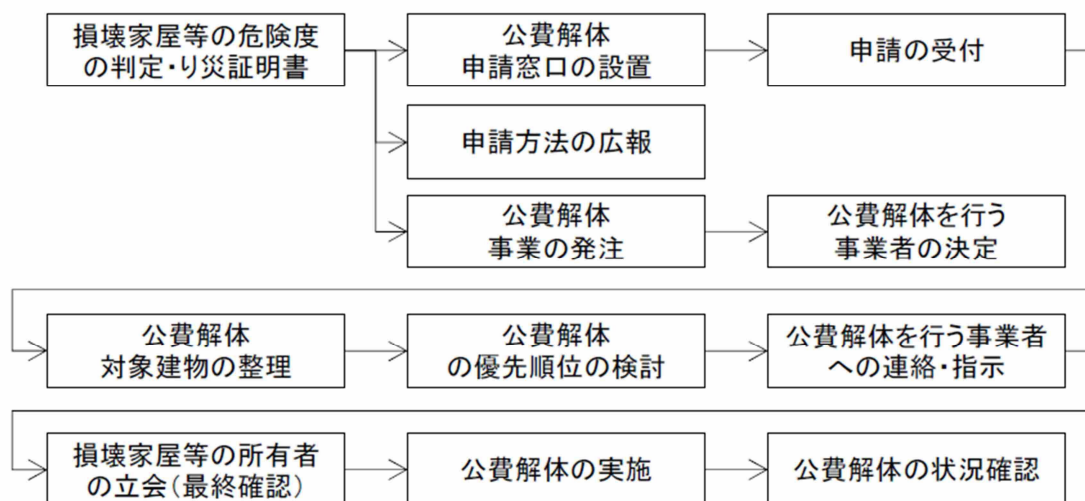 損壊家屋等の危険度
の判定・り災証明書
公費解体
申請窓口の設置
申請の受付
申請方法の広報
公費解体
事業の発注
公費解体を行う
事業者の決定
公費解体
対象建物の整理
公費解体
の優先順位の検討
公費解体を行う事業者
への連絡・指示
損壊家屋等の所有者
の立会(最終確認)
公費解体の実施
公費解体の状況確認